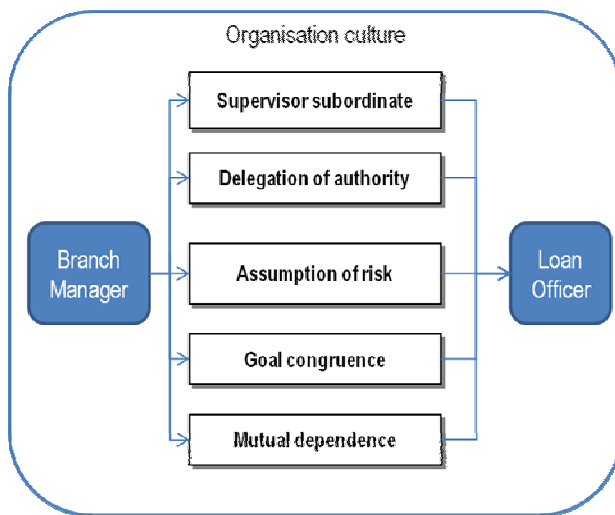 Organisation culture
Supervisor subordinate
Delegation of authority
Branch
Manager
Assumption of risk
Loan
Officer
Goal congruence
Mutual dependence